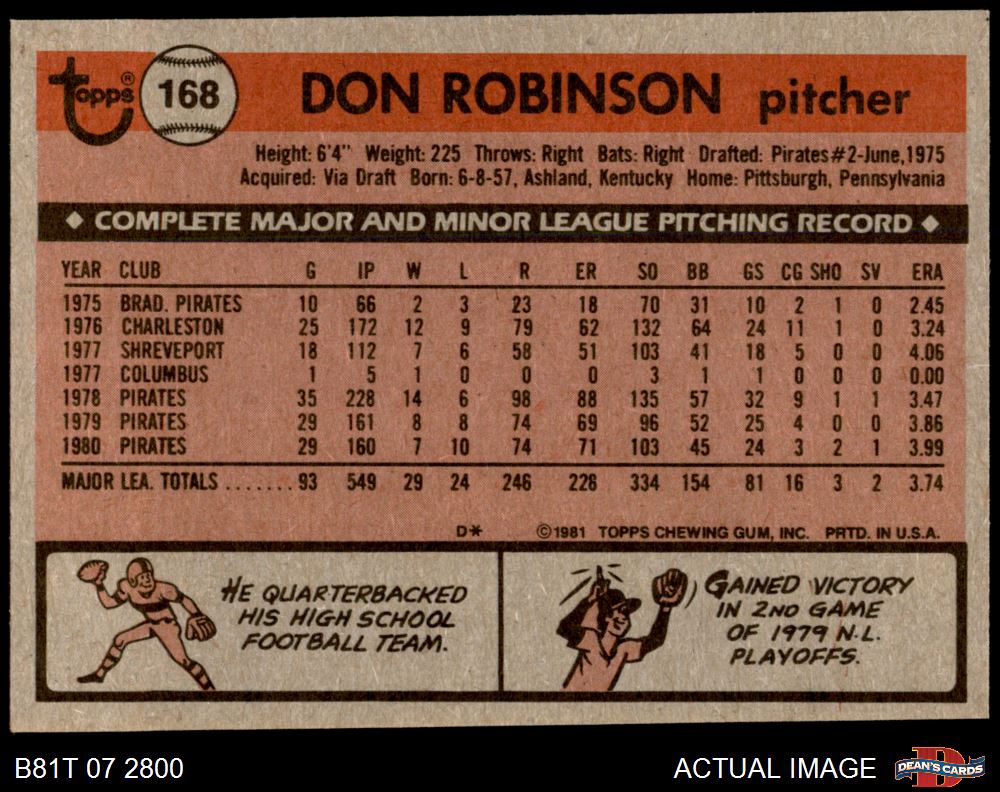 topps® 168 DON ROBINSON pitcher
Height: 6'4" Weight: 225 Throws: Right Bats: Right Drafted: Pirates#2-June,1975
Acquired: Via Draft Born: 6-8-57, Ashland, Kentucky Home: Pittsburgh, Pennsylvania
◆ COMPLETE MAJOR AND MINOR LEAGUE PITCHING RECORD ◆
YEAR CLUB G IP W L R ER SO BB GS CG SHO SV ERA
1975 BRAD. PIRATES 10 66 2 3 23 18 70 31 10 2 1 0 2.45
1976 CHARLESTON 25 172 12 9 79 62 132 64 24 11 1 0 3.24
1977 SHREVEPORT 18 112 7 6 58 51 103 41 18 5 0 0 4.06
1977 COLUMBUS 1 5 1 0 0 0 3 1 1 0 0 0 0.00
1978 PIRATES 35 228 14 6 98 88 135 57 32 9 1 1 3.47
1979 PIRATES 29 161 8 8 74 69 96 52 25 4 0 0 3.86
1980 PIRATES 29 160 7 10 74 71 103 45 24 3 2 1 3.99
MAJOR LEA. TOTALS ....... 93 549 29 24 246 228 334 154 81 16 3 2 3.74
D* ©1981 TOPPS CHEWING GUM, INC. PRTD. IN U.S.A.
HE QUARTERBACKED
HIS HIGH SCHOOL
FOOTBALL TEAM.
GAINED VICTORY
IN 2ND GAME
OF 1979 N.L.
PLAYOFFS.
B81T 07 2800 ACTUAL IMAGE DEAN'S CARDS